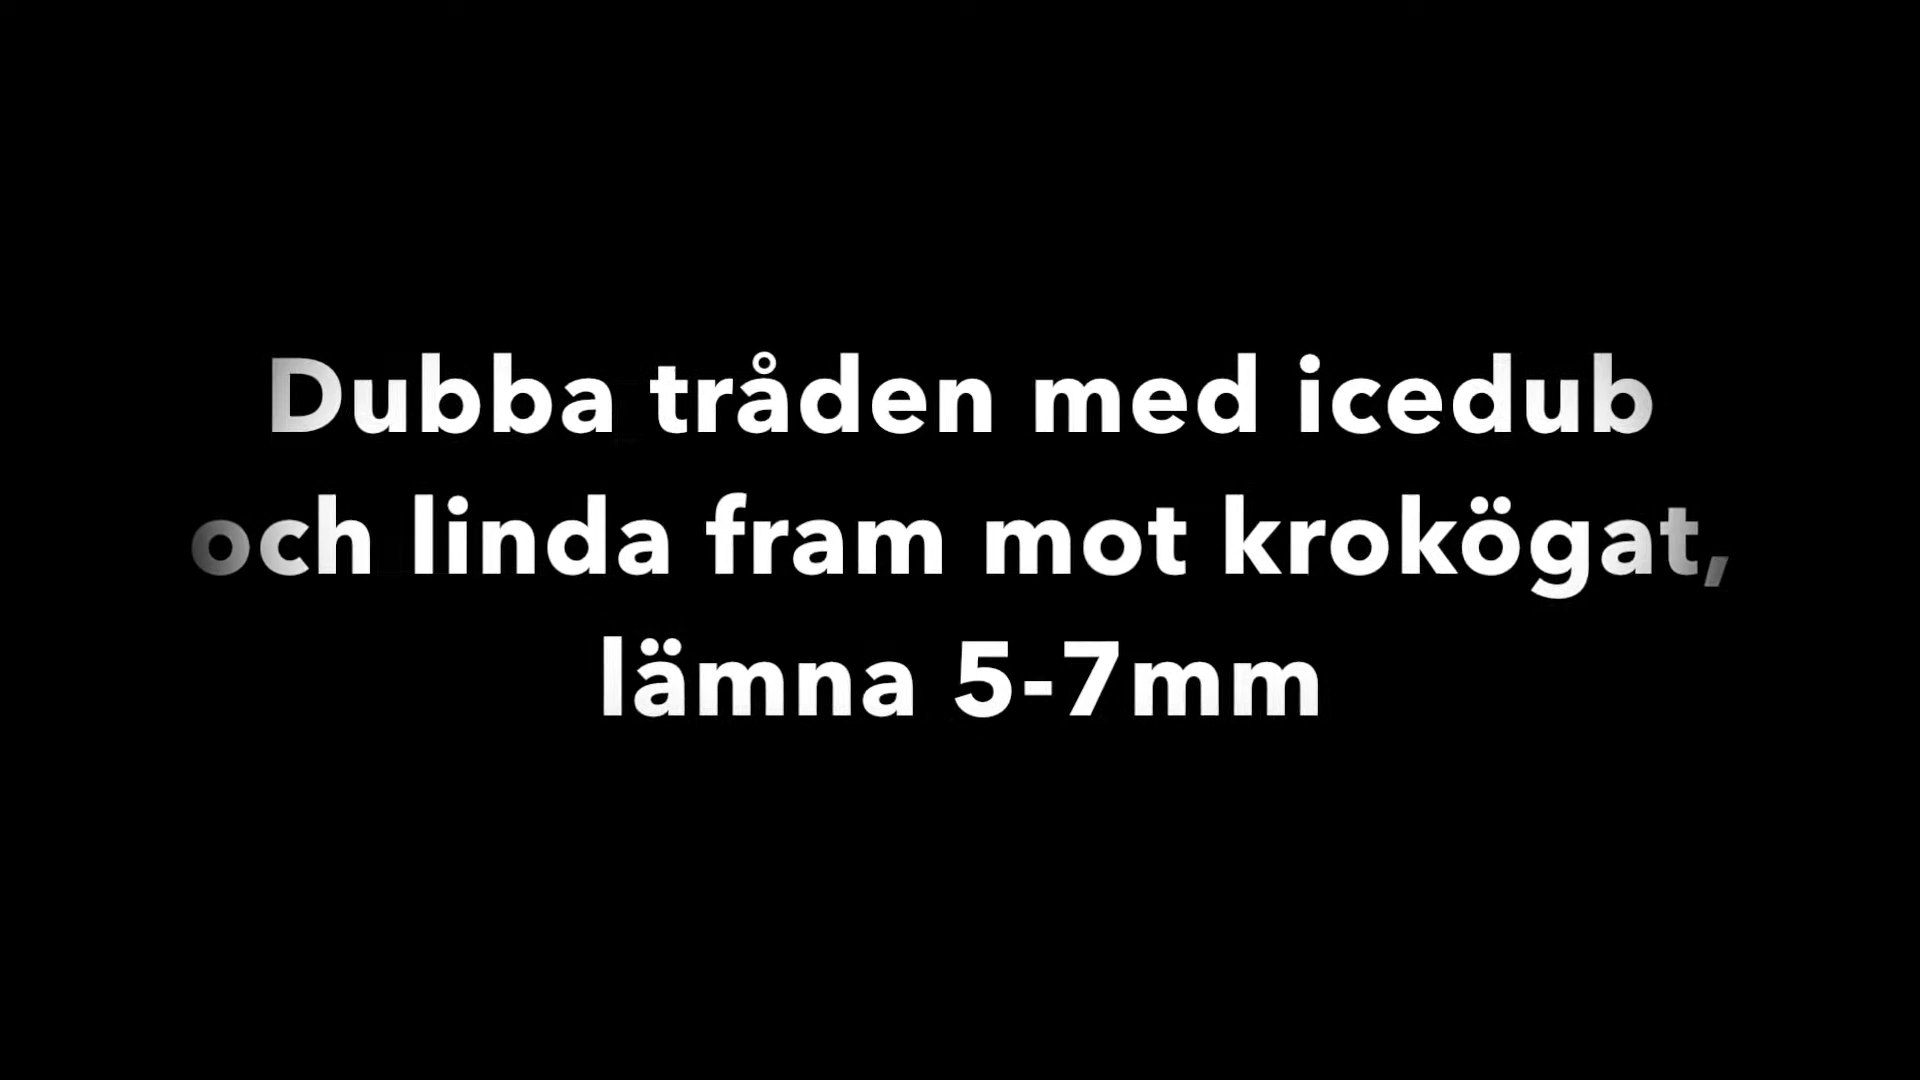 Dubba tråden med icedub
och linda fram mot krokögat,
lämna 5-7mm